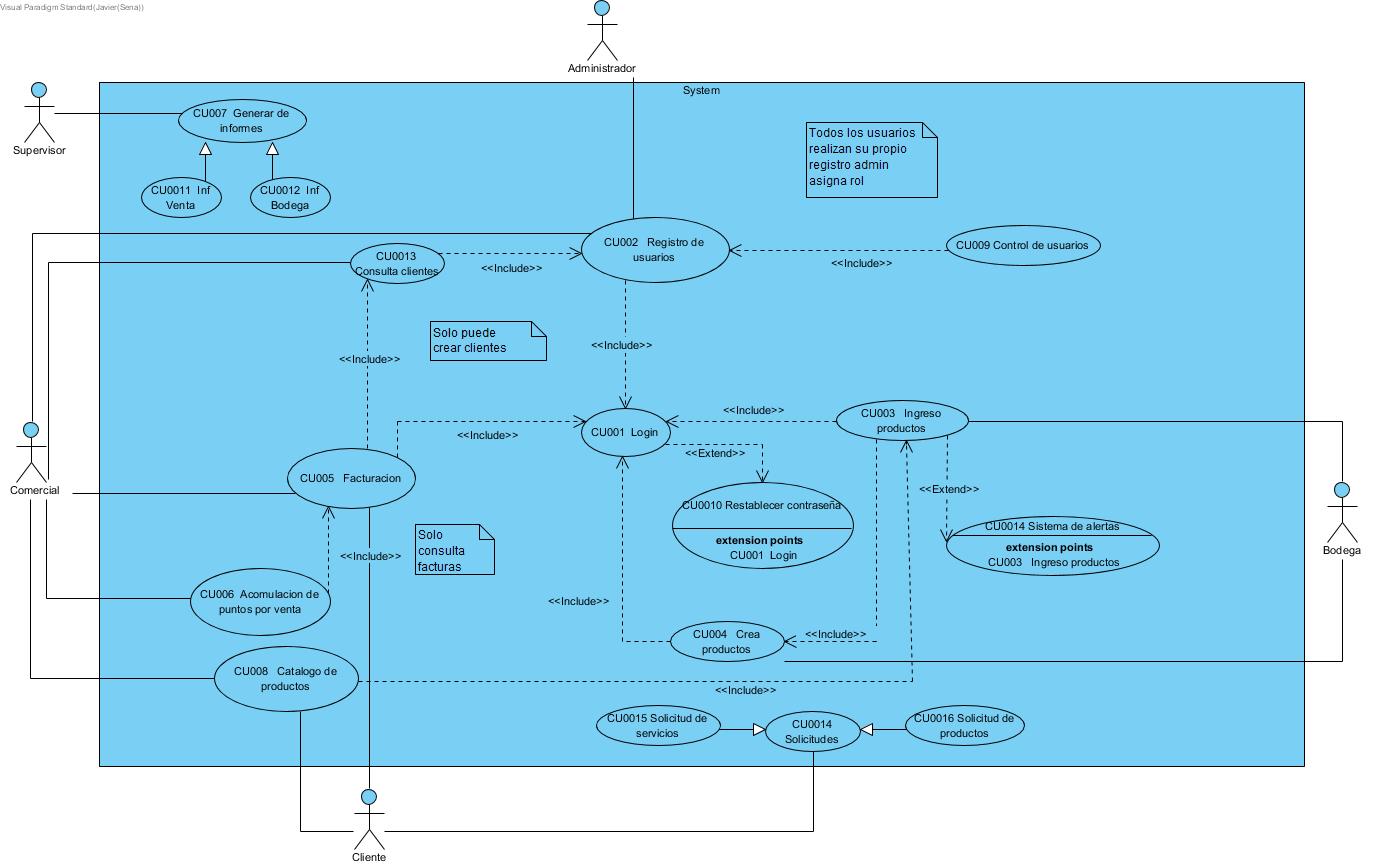 Visual Paradigm Standard(Javier(Sena))
Administrador
System
Supervisor
CU007 Generar de
informes
CU0011 Inf
Venta
CU0012 Inf
Bodega
Todos los usuarios
realizan su propio
registro admin
asigna rol
CU002 Registro de
usuarios
CU009 Control de usuarios
<<Include>>
CU0013
Consulta clientes
<<Include>>
Solo puede
crear clientes
<<Include>>
<<Include>>
Comercial
CU001 Login
<<Include>>
<<Include>>
CU003 Ingreso
productos
<<Extend>>
<<Extend>>
CU005 Facturacion
CU0010 Restablecer contraseña
extension points
CU001 Login
CU0014 Sistema de alertas
extension points
CU003 Ingreso productos
Bodega
Solo
consulta
facturas
<<Include>>
CU006 Acomulacion de
puntos por venta
<<Include>>
CU004 Crea
productos
<<Include>>
CU008 Catalogo de
productos
<<Include>>
CU0015 Solicitud de
servicios
CU0014
Solicitudes
CU0016 Solicitud de
productos
Cliente